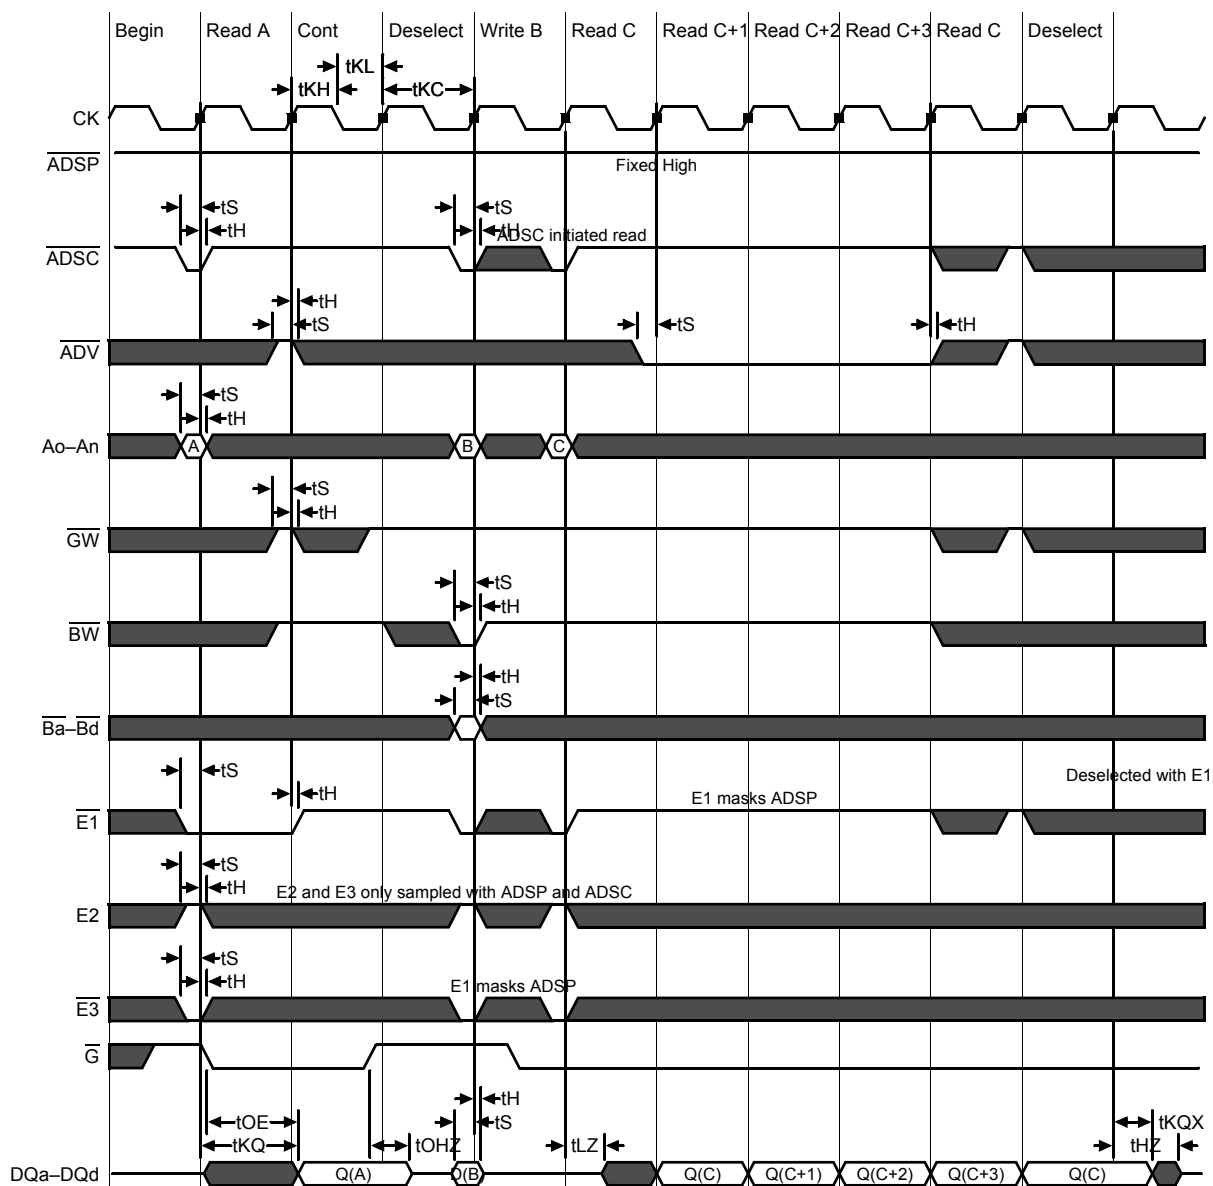 Begin Read A Cont Deselect Write B Read C Read C+1 Read C+2 Read C+3 Read C Deselect
tKL
tKH tKC
CK
ADSP
Fixed High
tS tS
tH tH
ADSC initiated read
ADSC
tH
tS tS tH
ADV
tS
tH
Ao–An A B C
tS
tH
GW
tS
tH
BW
tH
tS
Ba–Bd
tS
Deselected with E1
tH
E1 masks ADSP
E1
tS
tH
E2 and E3 only sampled with ADSP and ADSC
E2
tS
tH
E1 masks ADSP
E3
G
tH
tOE tS tKQX
tKQ tOHZ tLZ tHZ
DQa–DQd Q(A) D(B) Q(C) Q(C+1) Q(C+2) Q(C+3) Q(C)